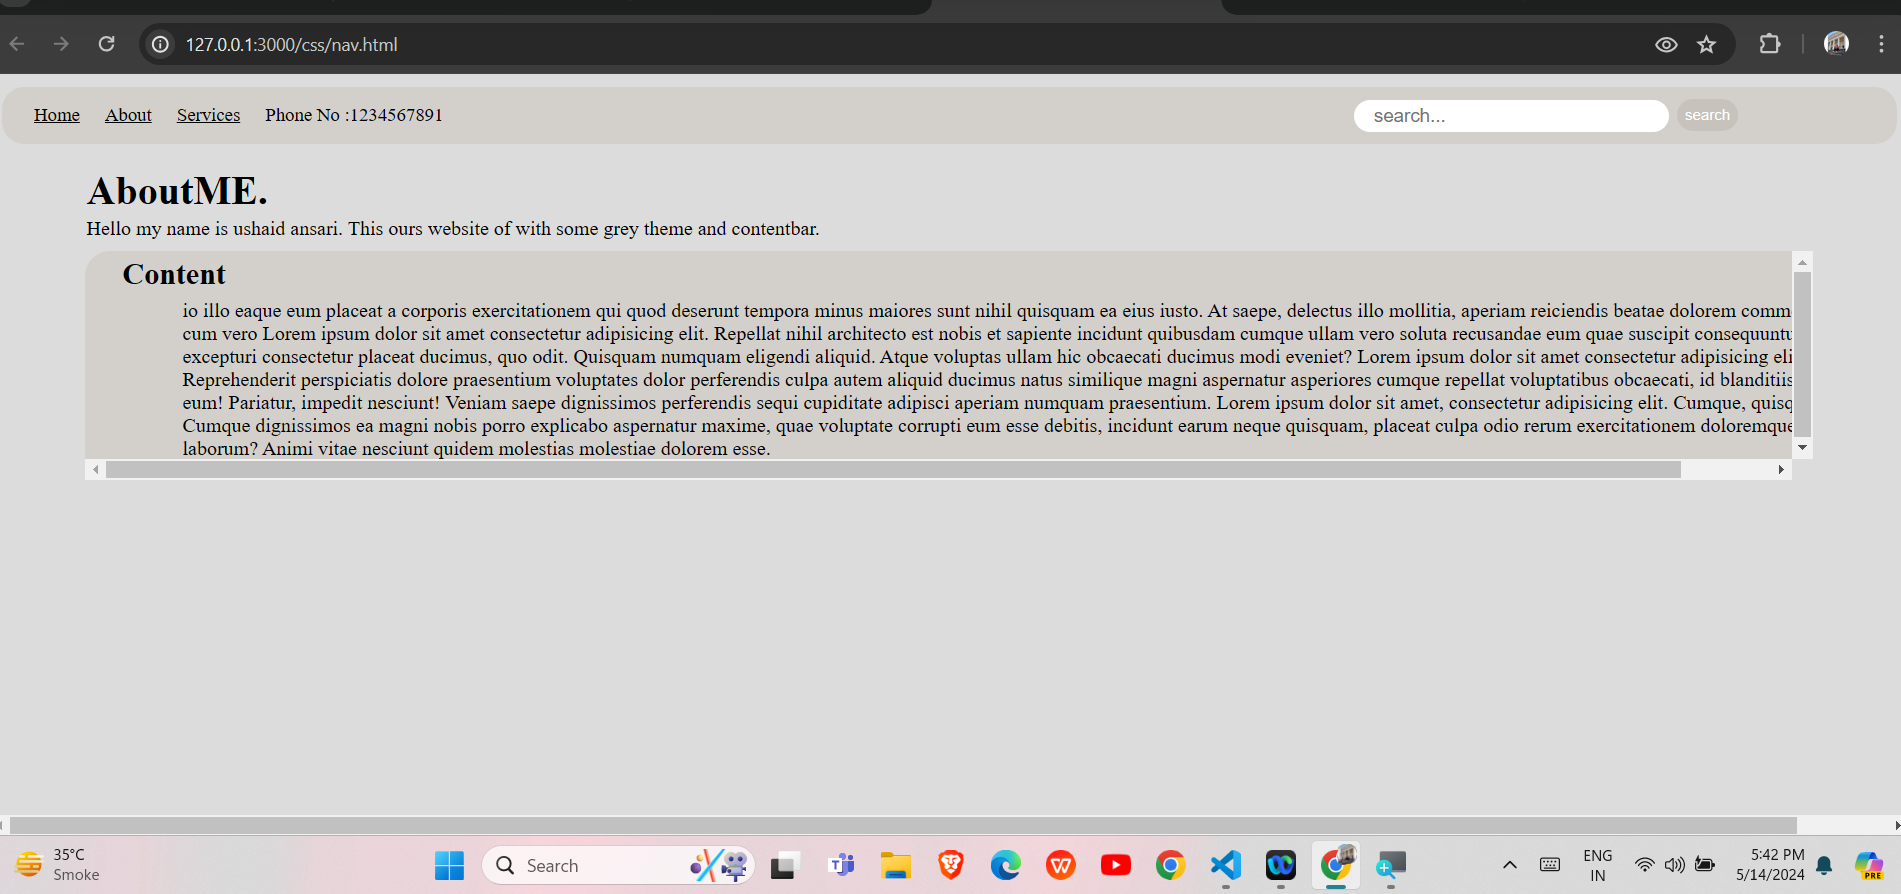 127.0.0.1:3000/css/nav.html
Home About Services Phone No :1234567891 search... search
AboutME.
Hello my name is ushaid ansari. This ours website of with some grey theme and contentbar.
Content
io illo eaque eum placeat a corporis exercitationem qui quod deserunt tempora minus maiores sunt nihil quisquam ea eius iusto. At saepe, delectus illo mollitia, aperiam reiciendis beatae dolorem comm
cum vero Lorem ipsum dolor sit amet consectetur adipisicing elit. Repellat nihil architecto est nobis et sapiente incidunt quibusdam cumque ullam vero soluta recusandae eum quae suscipit consequuntu
excepturi consectetur placeat ducimus, quo odit. Quisquam numquam eligendi aliquid. Atque voluptas ullam hic obcaecati ducimus modi eveniet? Lorem ipsum dolor sit amet consectetur adipisicing eli
Reprehenderit perspiciatis dolore praesentium voluptates dolor perferendis culpa autem aliquid ducimus natus similique magni aspernatur asperiores cumque repellat voluptatibus obcaecati, id blanditiis
eum! Pariatur, impedit nesciunt! Veniam saepe dignissimos perferendis sequi cupiditate adipisci aperiam numquam praesentium. Lorem ipsum dolor sit amet, consectetur adipisicing elit. Cumque, quisq
Cumque dignissimos ea magni nobis porro explicabo aspernatur maxime, quae voluptate corrupti eum esse debitis, incidunt earum neque quisquam, placeat culpa odio rerum exercitationem doloremque
laborum? Animi vitae nesciunt quidem molestias molestiae dolorem esse.
35°C
Smoke
Search
ENG
IN
5:42 PM
5/14/2024
PRE